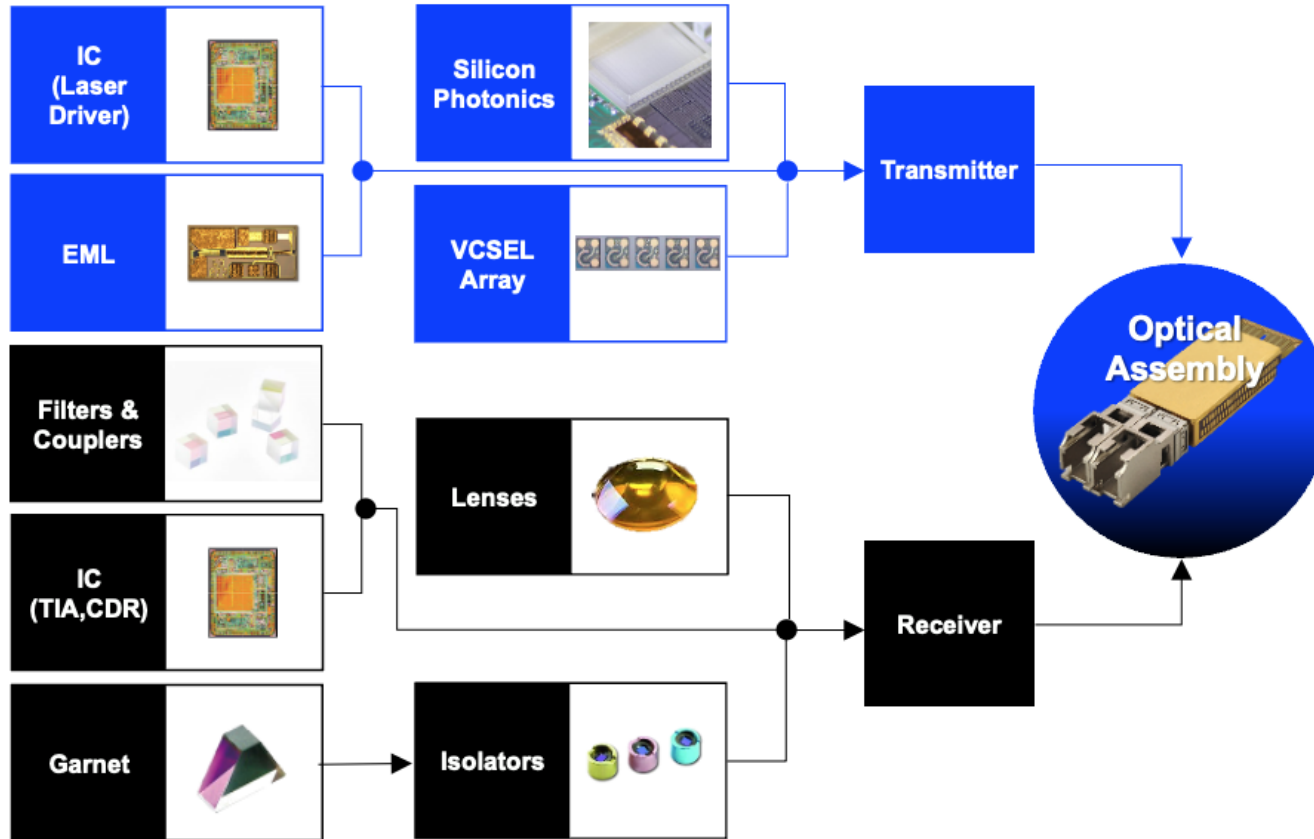 IC
(Laser
Driver)
Silicon
Photonics
Transmitter
EML
VCSEL
Array
Optical
Assembly
Filters &
Couplers
Lenses
IC
(TIA,CDR)
Receiver
Garnet
Isolators